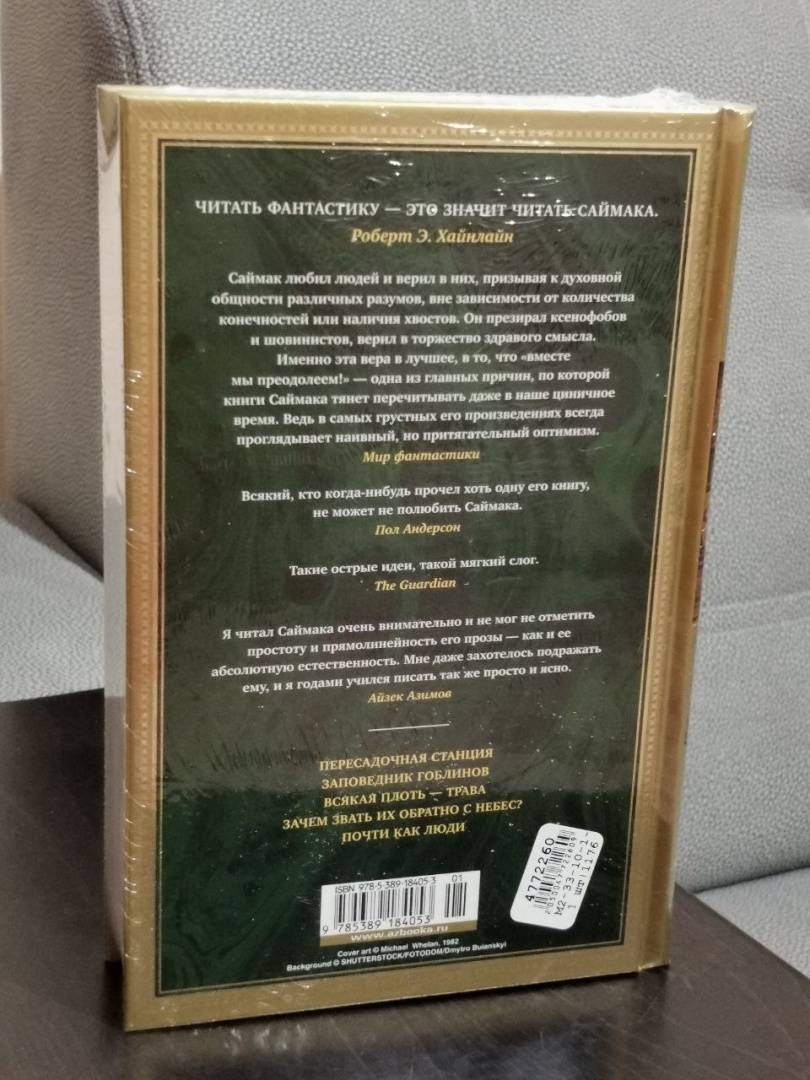 ЧИТАТЬ ФАНТАСТИКУ — ЭТО ЗНАЧИТ ЧИТАТЬ САЙМАКА.
Роберт Э. Хайнлайн
Саймак любил людей и верил в них, призывая к духовной
общности различных разумов, вне зависимости от количества
конечностей или наличия хвостов. Он презирал ксенофобов
и шовинистов, верил в торжество здравого смысла.
Именно эта вера в лучшее, в то, что «вместе
мы преодолеем!» — одна из главных причин, по которой
книги Саймака тянет перечитывать даже в наше циничное
время. Ведь в самых грустных его произведениях всегда
проглядывает наивный, но притягательный оптимизм.
Мир фантастики
Всякий, кто когда-нибудь прочел хоть одну его книгу,
не может не полюбить Саймака.
Пол Андерсон
Такие острые идеи, такой мягкий слог.
The Guardian
Я читал Саймака очень внимательно и не мог не отметить
простоту и прямолинейность его прозы — как и ее
абсолютную естественность. Мне даже захотелось подражать
ему, и я годами учился писать так же просто и ясно.
Айзек Азимов
ПЕРЕСАДОЧНАЯ СТАНЦИЯ
ЗАПОВЕДНИК ГОБЛИНОВ
ВСЯКАЯ ПЛОТЬ — ТРАВА
ЗАЧЕМ ЗВАТЬ ИХ ОБРАТНО С НЕБЕС?
ПОЧТИ КАК ЛЮДИ
ISBN 978-5-389-18405-3 01
9 785389 184053
www.azbooka.ru
Cover art © Michael Whelan, 1982
Background © SHUTTERSTOCK/FOTODOM/Dmytro Buianskyi
4772260
М2-33-10-1-
1 шт 1176